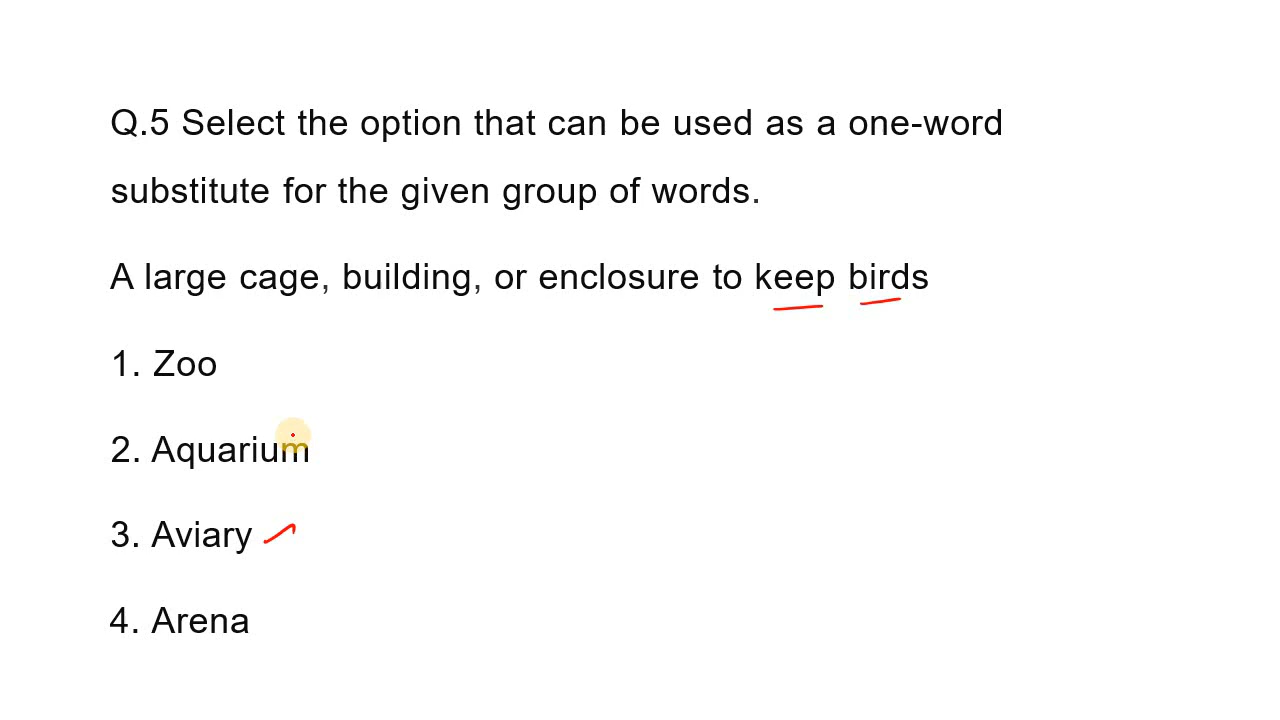 Q.5 Select the option that can be used as a one-word
substitute for the given group of words.
A large cage, building, or enclosure to keep birds
1. Zoo
2. Aquarium
3. Aviary
4. Arena